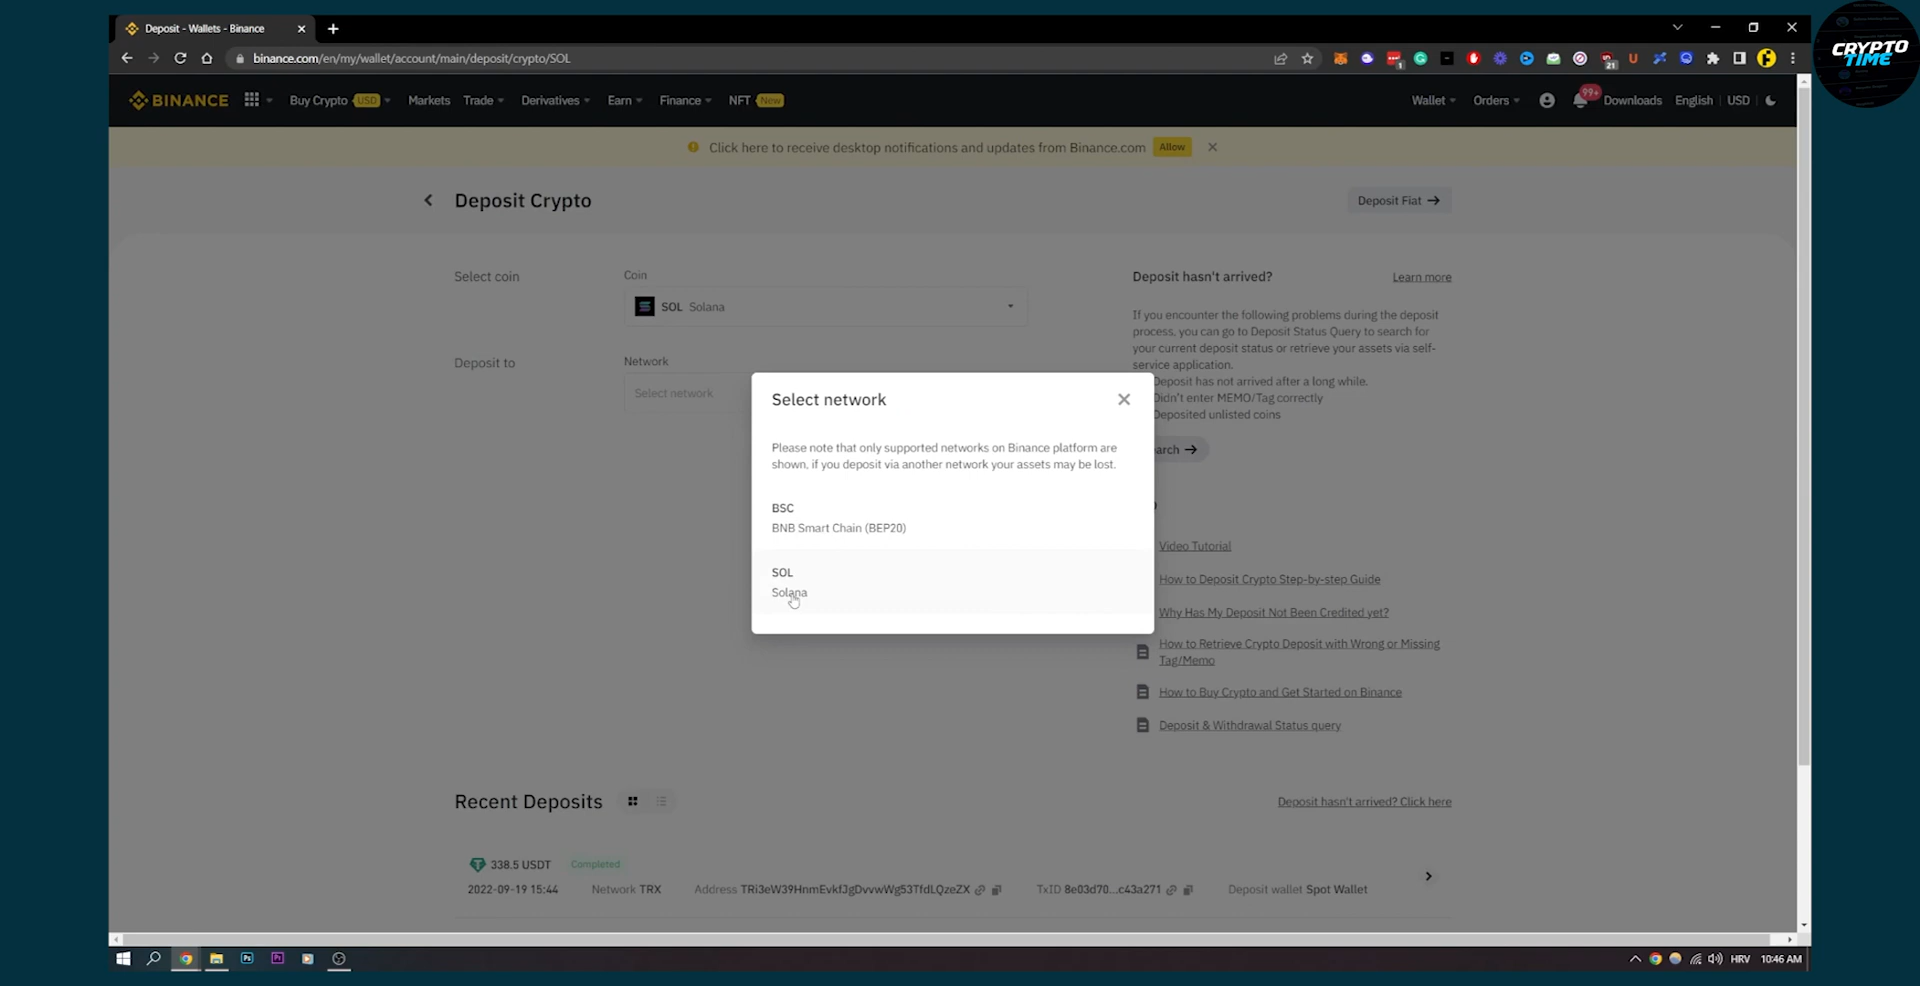 Deposit - Wallets - Binance
binance.com/en/my/wallet/account/main/deposit/crypto/SOL
CRYPTO
TIME
BINANCE
Buy Crypto USD
Markets
Trade
Derivatives
Earn
Finance
NFT New
Wallet
Orders
99+
Downloads
English
USD
Click here to receive desktop notifications and updates from Binance.com
Allow
Deposit Crypto
Deposit Fiat
Select coin
Coin
SOL Solana
Deposit to
Network
Select network
Deposit hasn't arrived?
Learn more
If you encounter the following problems during the deposit
process, you can go to Deposit Status Query to search for
your current deposit status or retrieve your assets via self-
service application.
Deposit has not arrived after a long while.
Didn't enter MEMO/Tag correctly
Deposited unlisted coins
arch
Select network
Please note that only supported networks on Binance platform are
shown, if you deposit via another network your assets may be lost.
BSC
BNB Smart Chain (BEP20)
SOL
Solana
Video Tutorial
How to Deposit Crypto Step-by-step Guide
Why Has My Deposit Not Been Credited yet?
How to Retrieve Crypto Deposit with Wrong or Missing
Tag/Memo
How to Buy Crypto and Get Started on Binance
Deposit & Withdrawal Status query
Recent Deposits
Deposit hasn't arrived? Click here
338.5 USDT
Completed
2022-09-19 15:44
Network TRX
Address TRi3eW39HnmEvkfJgDvvwWg53TfdLQzeZX
TxID 8e03d70...c43a271
Deposit wallet Spot Wallet
Ps
Pr
HRV
10:46 AM